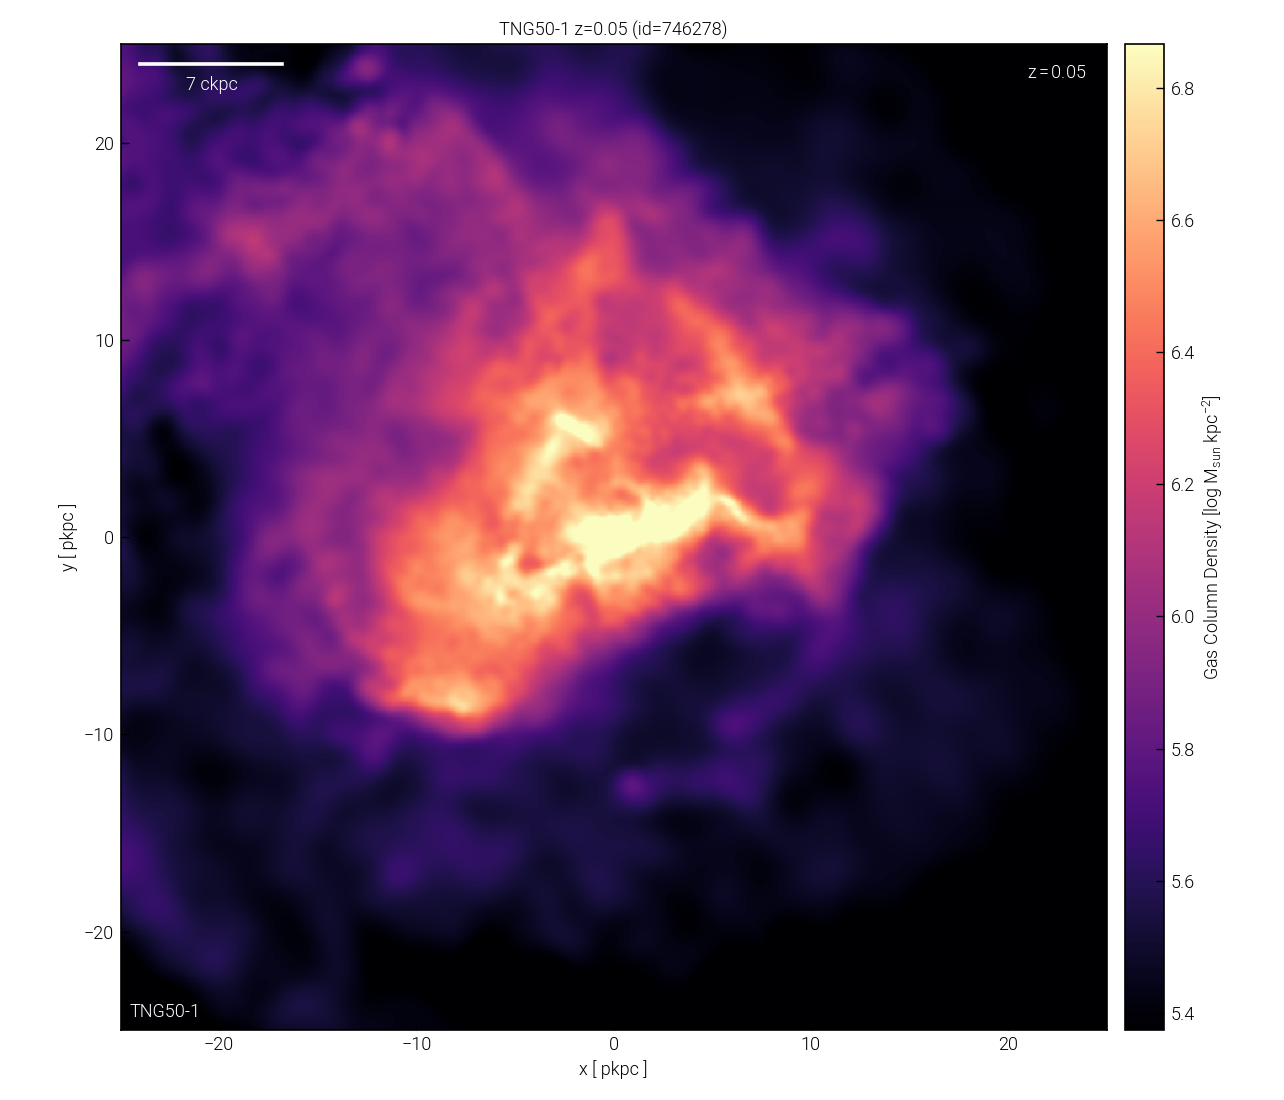 TNG50-1 z=0.05 (id=746278)
7 ckpc
z=0.05
TNG50-1
20
10
0
−10
−20
y [ pkpc ]
−20
−10
0
10
20
x [ pkpc ]
6.8
6.6
6.4
6.2
6.0
5.8
5.6
5.4
Gas Column Density [log M_sun kpc⁻²]